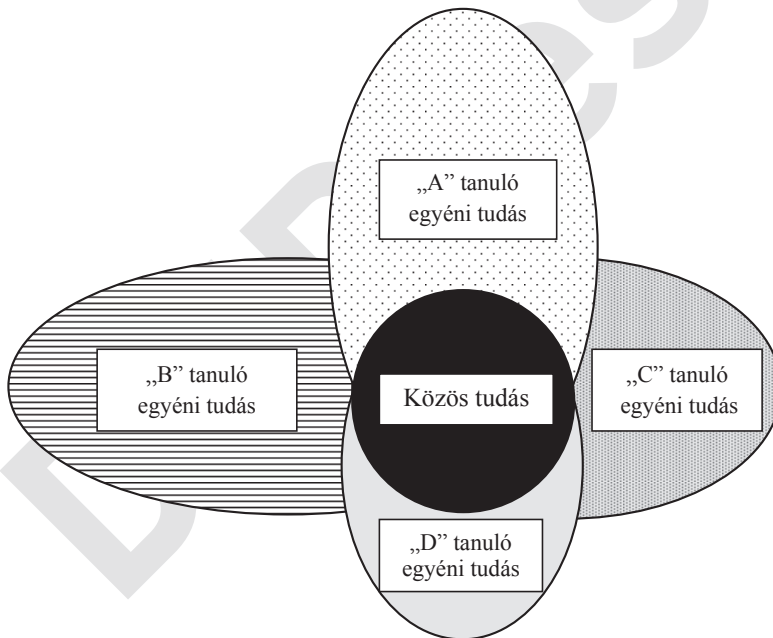 „A” tanuló
egyéni tudás
„B” tanuló
egyéni tudás
Közös tudás
„C” tanuló
egyéni tudás
„D” tanuló
egyéni tudás